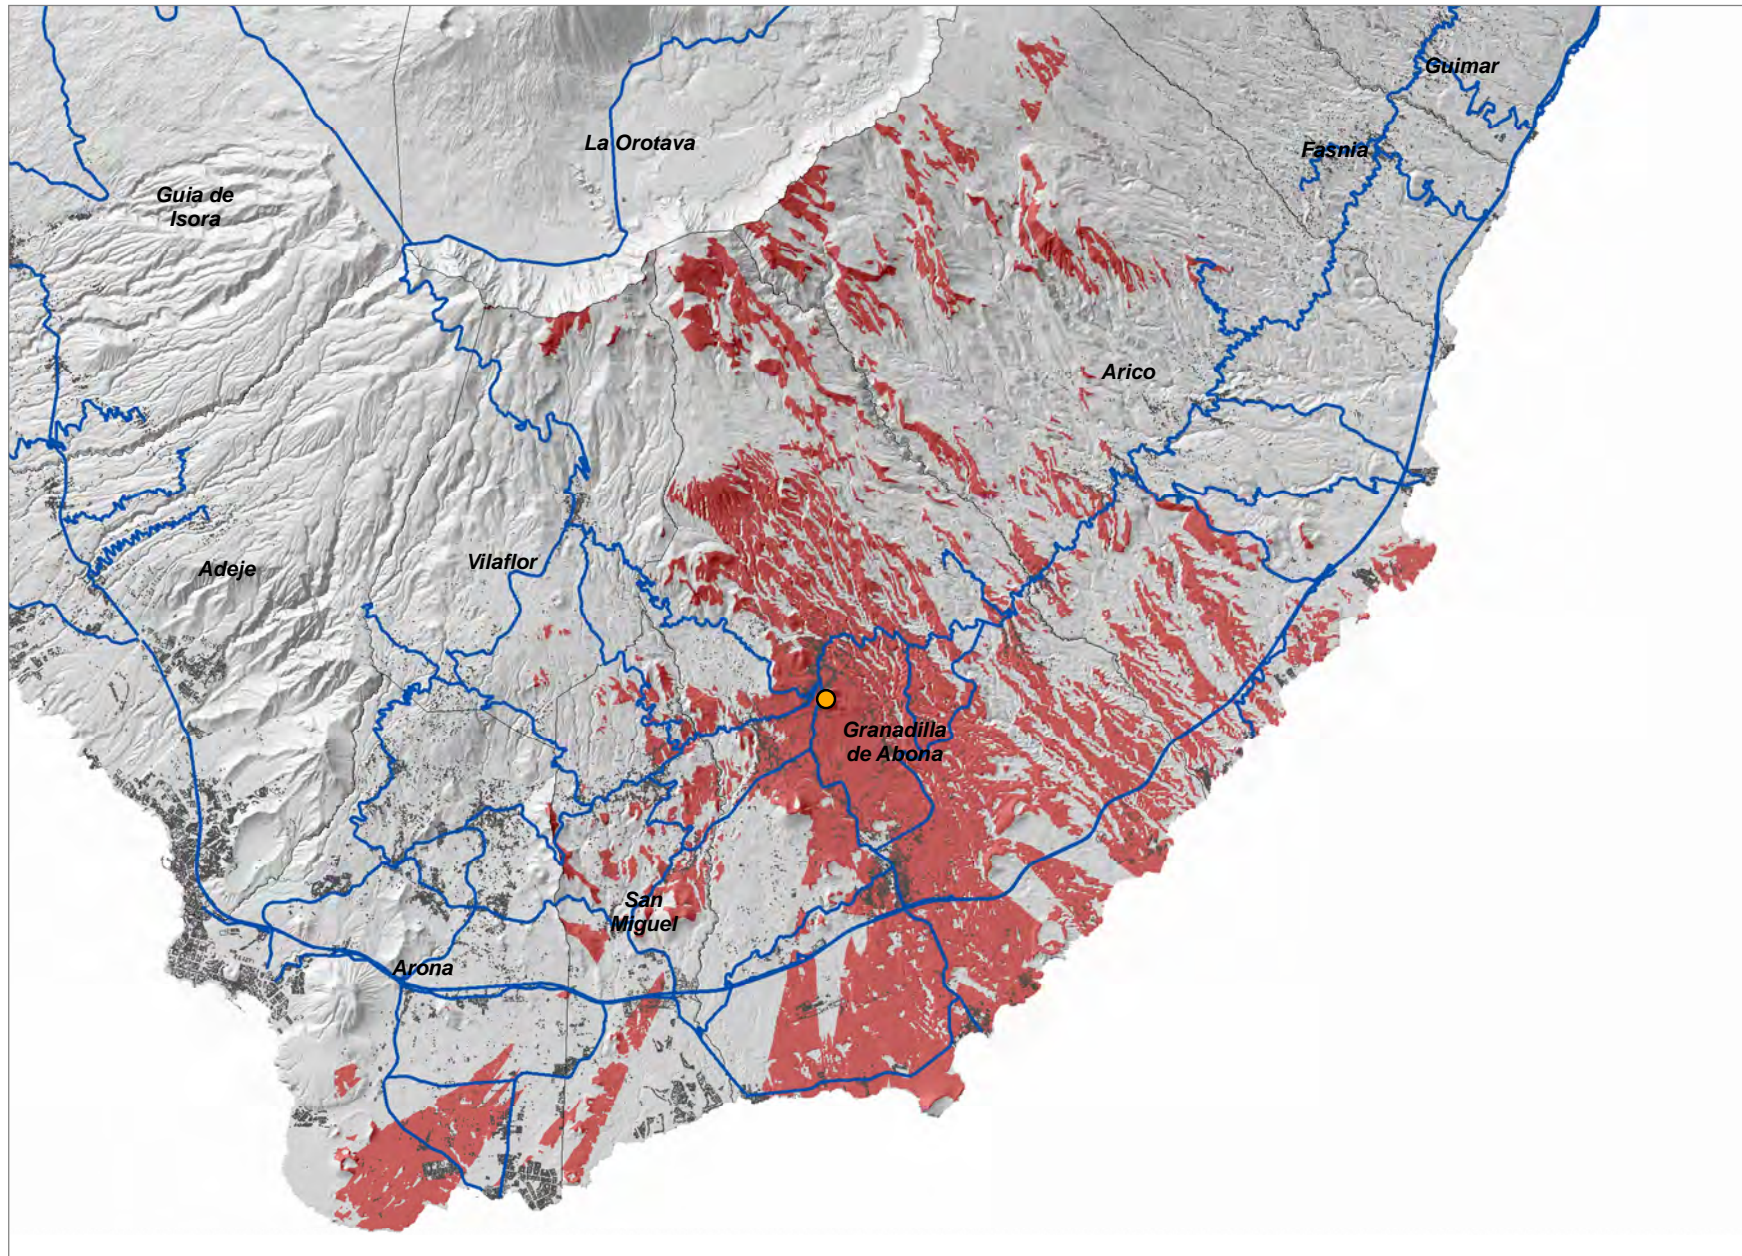 Guimar
La Orotava
Fasnia
Guia de
Isora
Arico
Vilaflor
Adeje
Granadilla
de Abona
San
Miguel
Arona